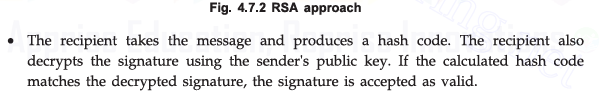 Fig. 4.7.2 RSA approach
• The recipient takes the message and produces a hash code. The recipient also
decrypts the signature using the sender's public key. If the calculated hash code
matches the decrypted signature, the signature is accepted as valid.